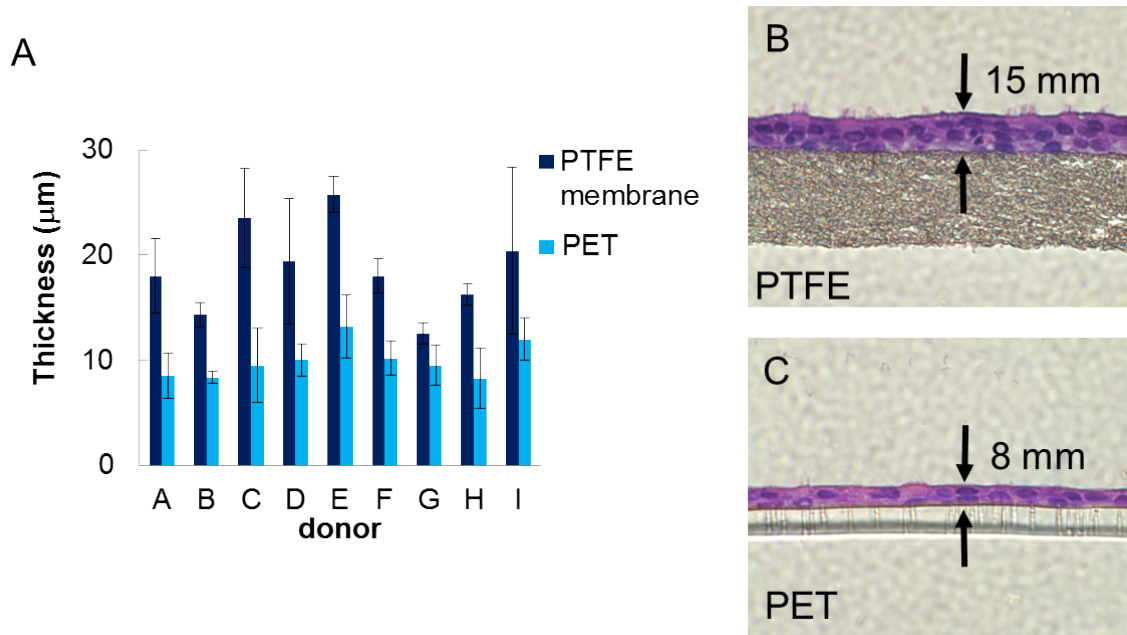 A
Thickness (μm)
30
20
10
0
A B C D E F G H I
donor
PTFE
membrane
PET
B
15 mm
PTFE
C
8 mm
PET